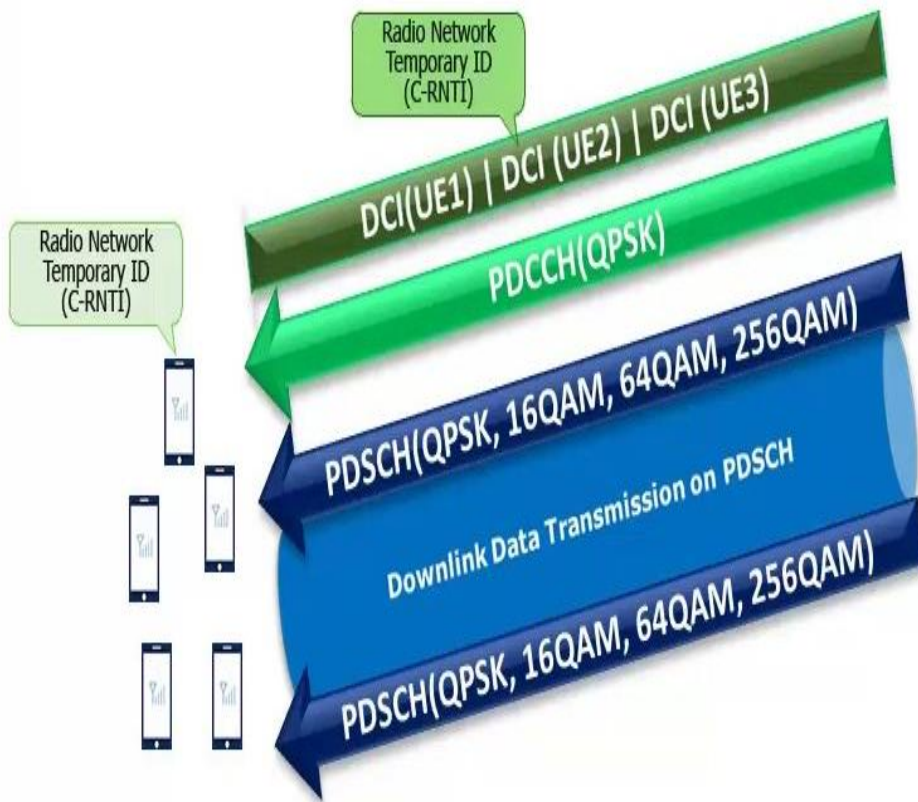 Radio Network
Temporary ID
(C-RNTI)
DCI(UE1) | DCI (UE2) | DCI (UE3)
PDCCH(QPSK)
Radio Network
Temporary ID
(C-RNTI)
PDSCH(QPSK, 16QAM, 64QAM, 256QAM)
Downlink Data Transmission on PDSCH
PDSCH(QPSK, 16QAM, 64QAM, 256QAM)